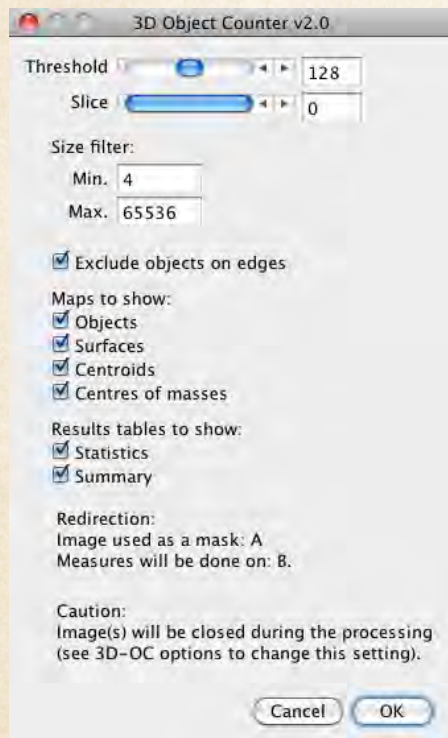 3D Object Counter v2.0
Threshold 128
Slice 0
Size filter:
Min. 4
Max. 65536
Exclude objects on edges
Maps to show:
Objects
Surfaces
Centroids
Centres of masses
Results tables to show:
Statistics
Summary
Redirection:
Image used as a mask: A
Measures will be done on: B.
Caution:
Image(s) will be closed during the processing
(see 3D-OC options to change this setting).
Cancel OK